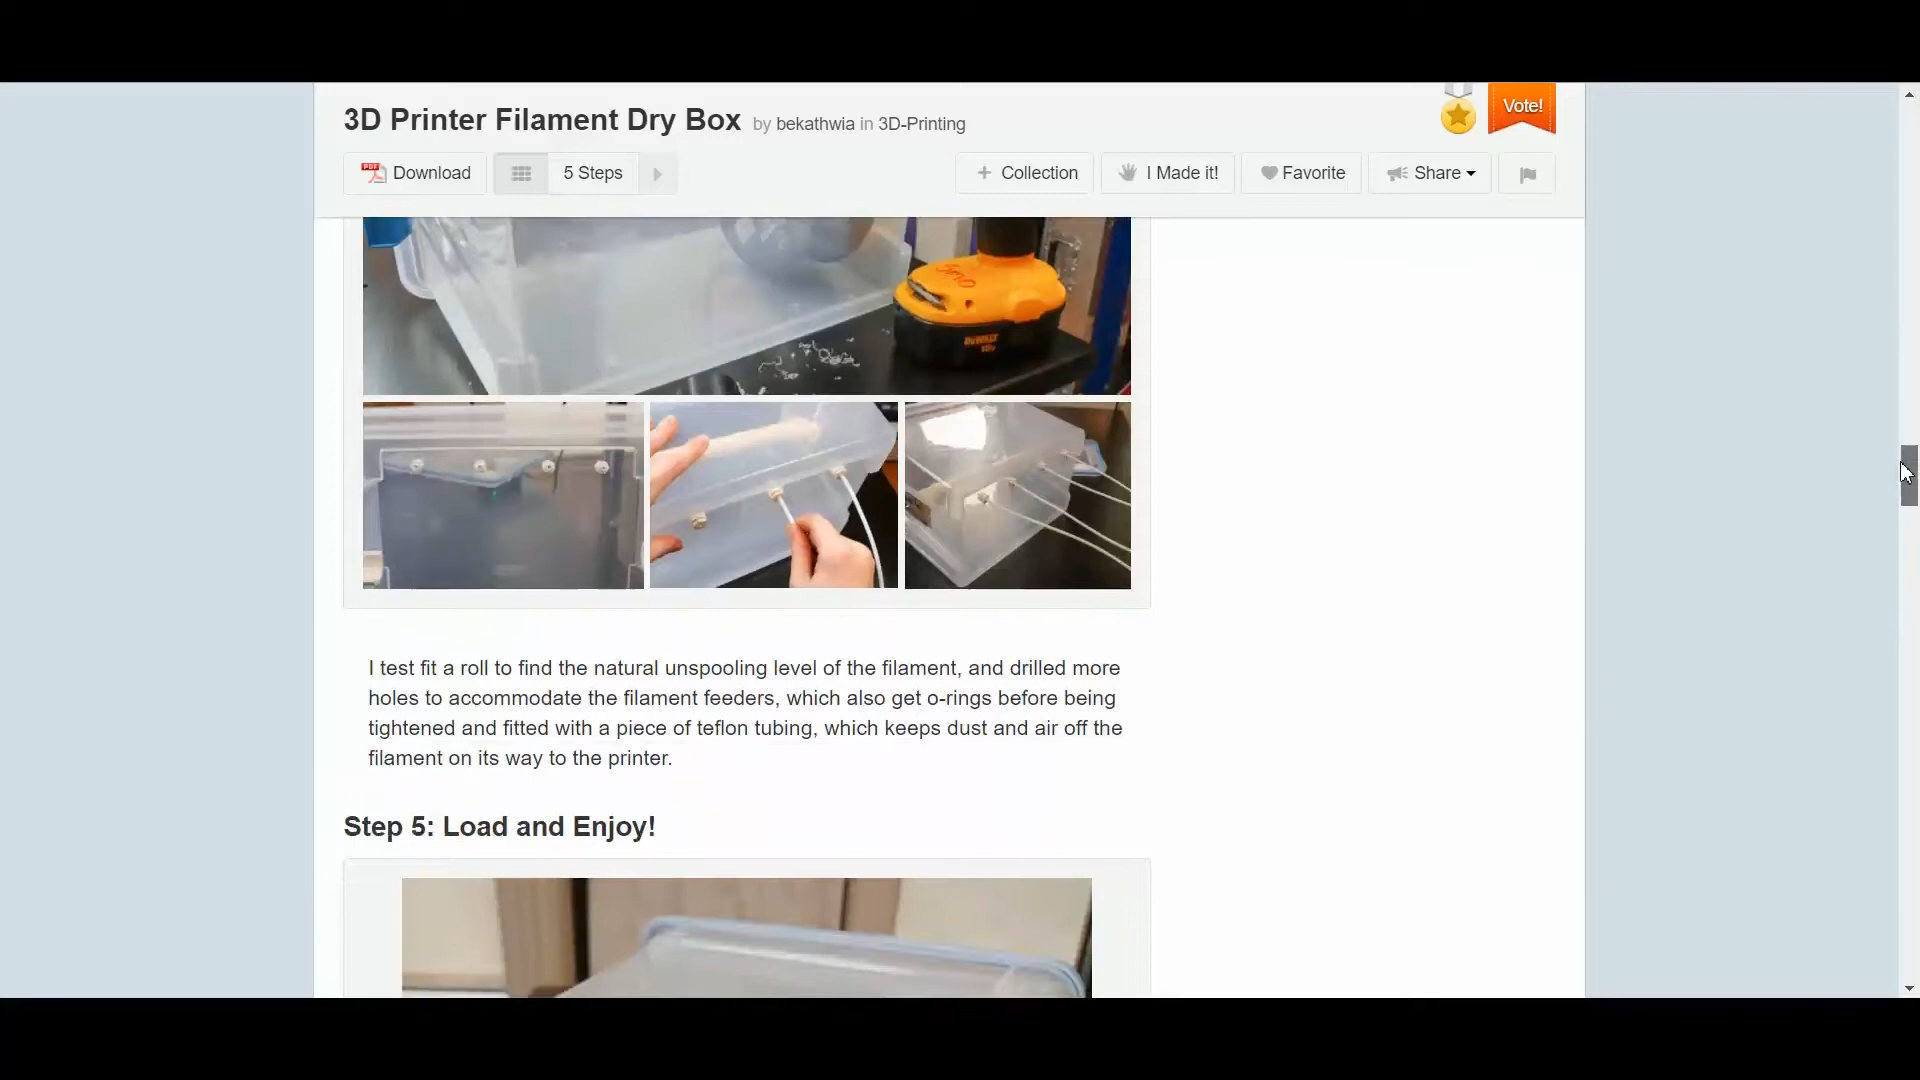 3D Printer Filament Dry Box by bekathwia in 3D-Printing
Vote!
PDF Download
5 Steps
Collection
I Made it!
Favorite
Share
DEWALT
18V
I test fit a roll to find the natural unspooling level of the filament, and drilled more
holes to accommodate the filament feeders, which also get o-rings before being
tightened and fitted with a piece of teflon tubing, which keeps dust and air off the
filament on its way to the printer.
Step 5: Load and Enjoy!